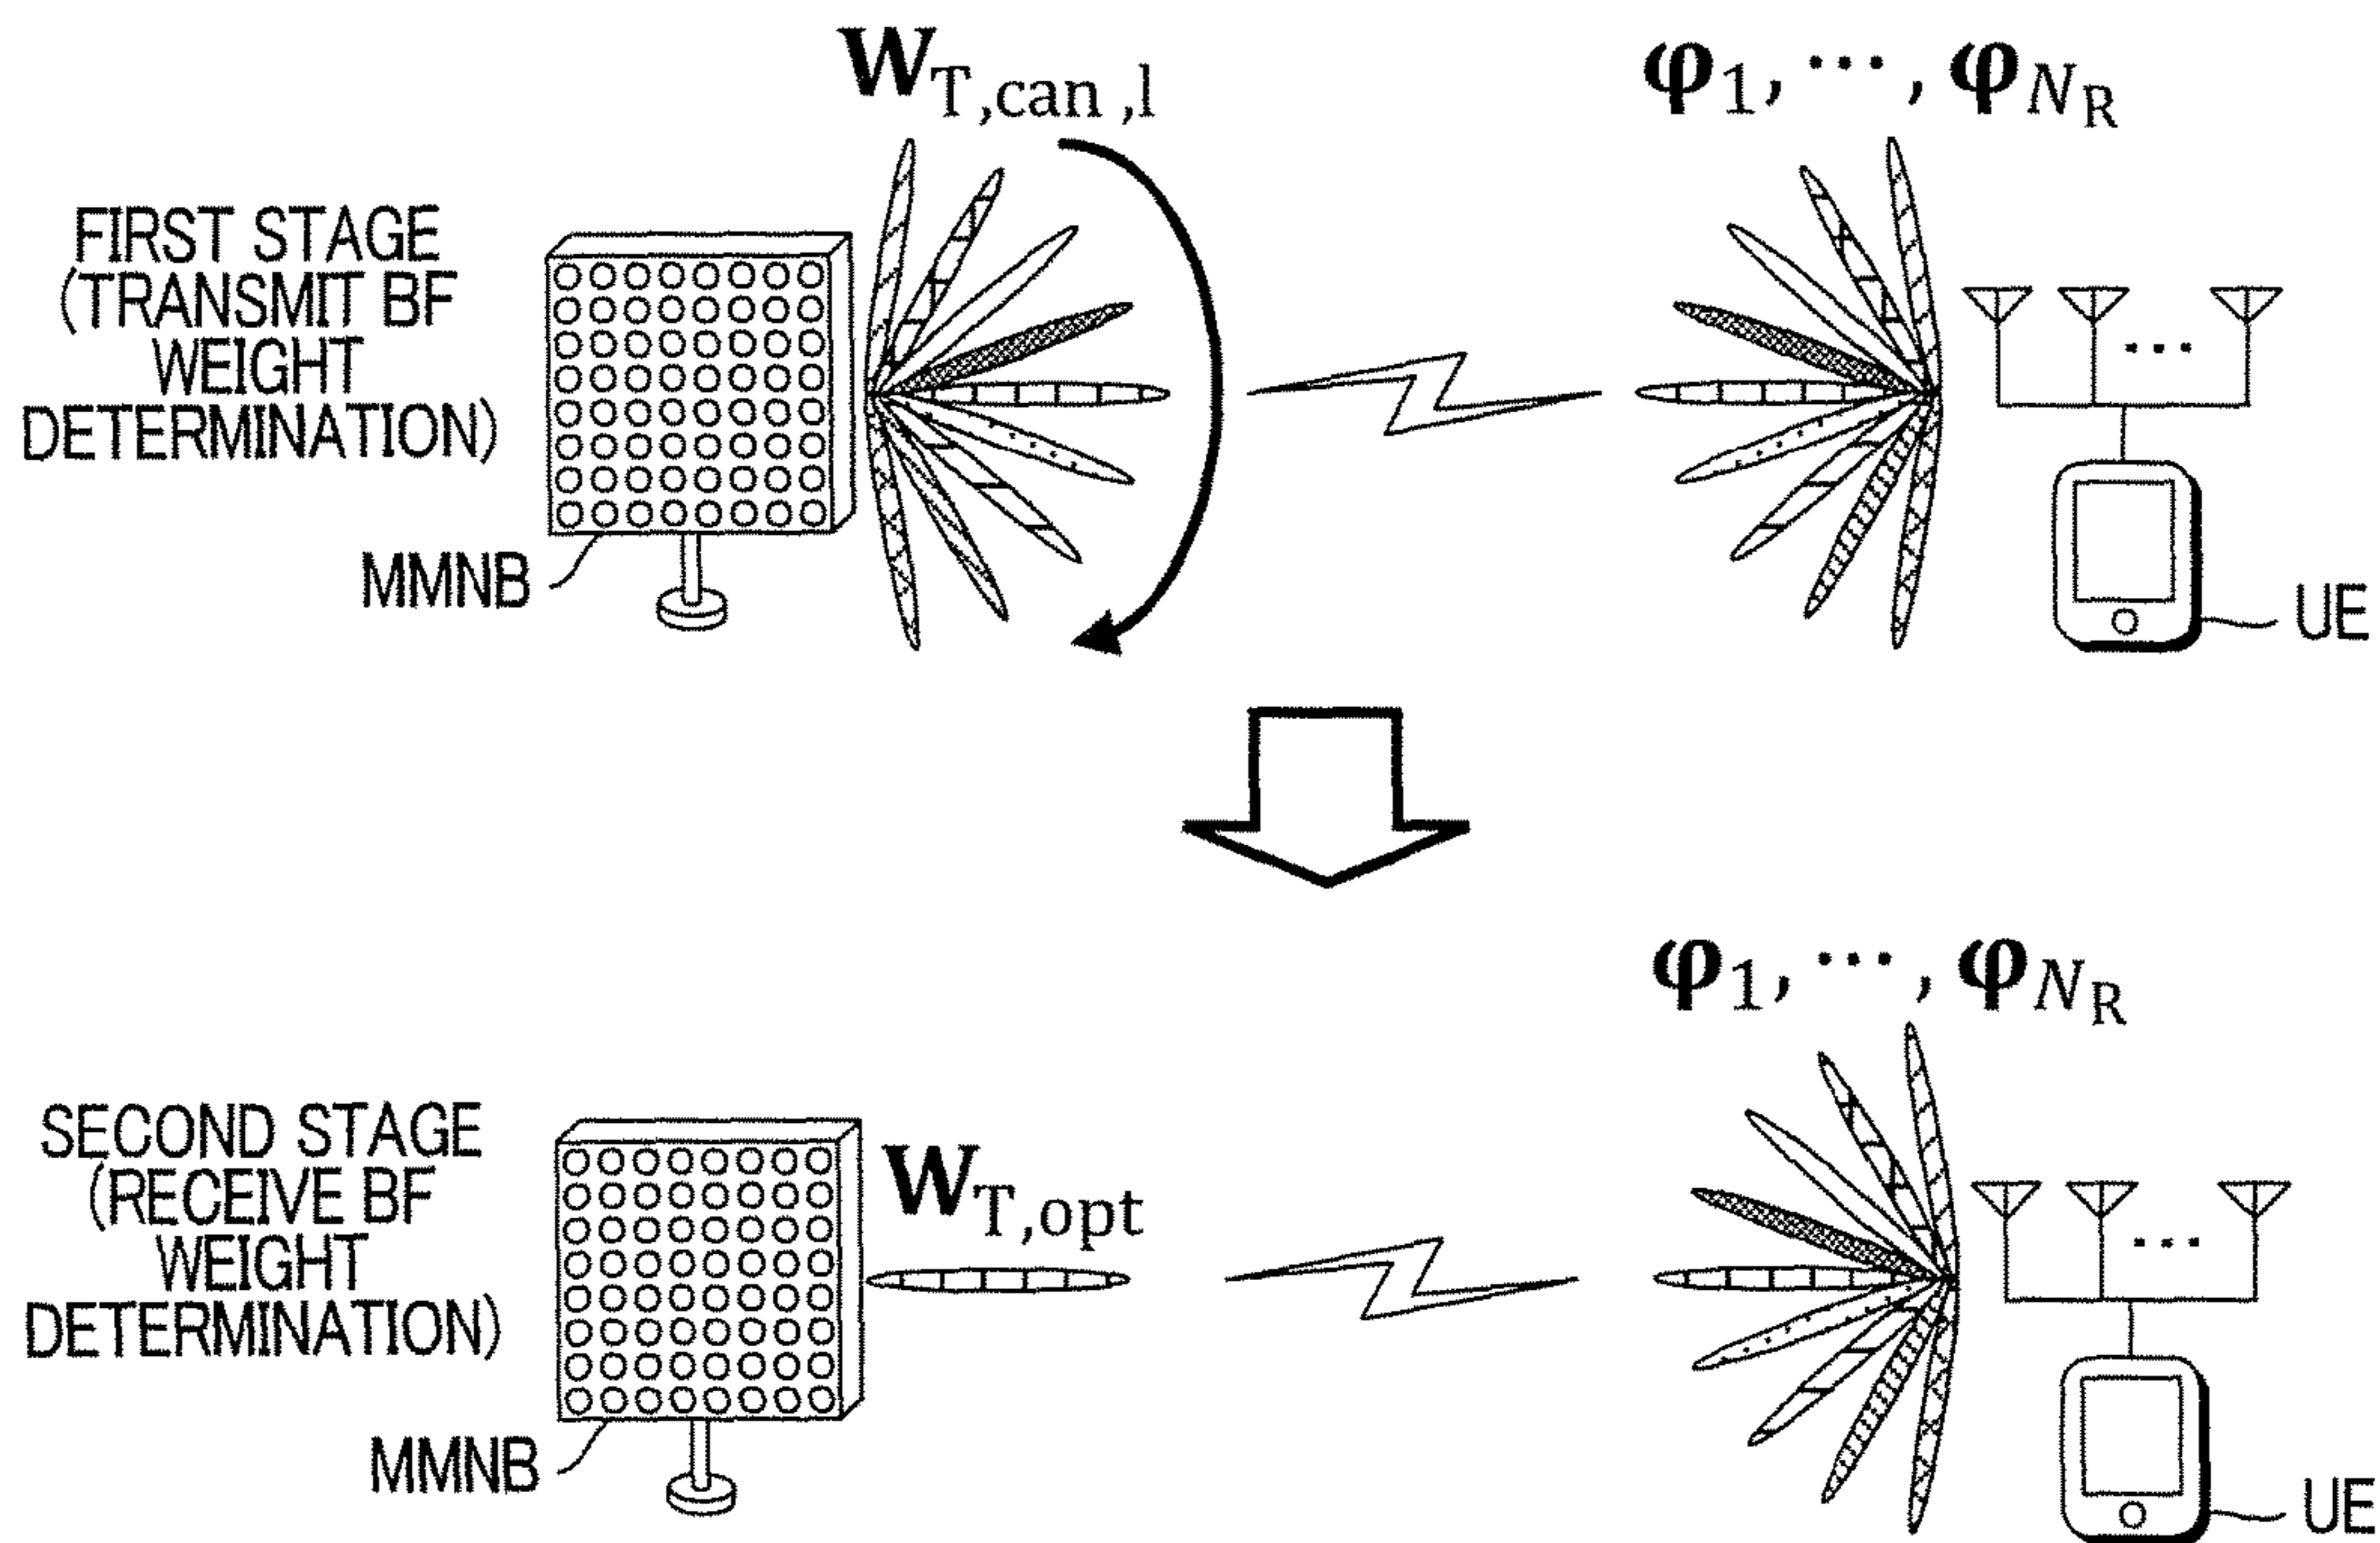 W_T,can ,l
φ_1, ⋯, φ_N_R
FIRST STAGE
(TRANSMIT BF
WEIGHT
DETERMINATION)
MMNB
UE
φ_1, ⋯, φ_N_R
SECOND STAGE
(RECEIVE BF
WEIGHT
DETERMINATION)
W_T,opt
MMNB
UE